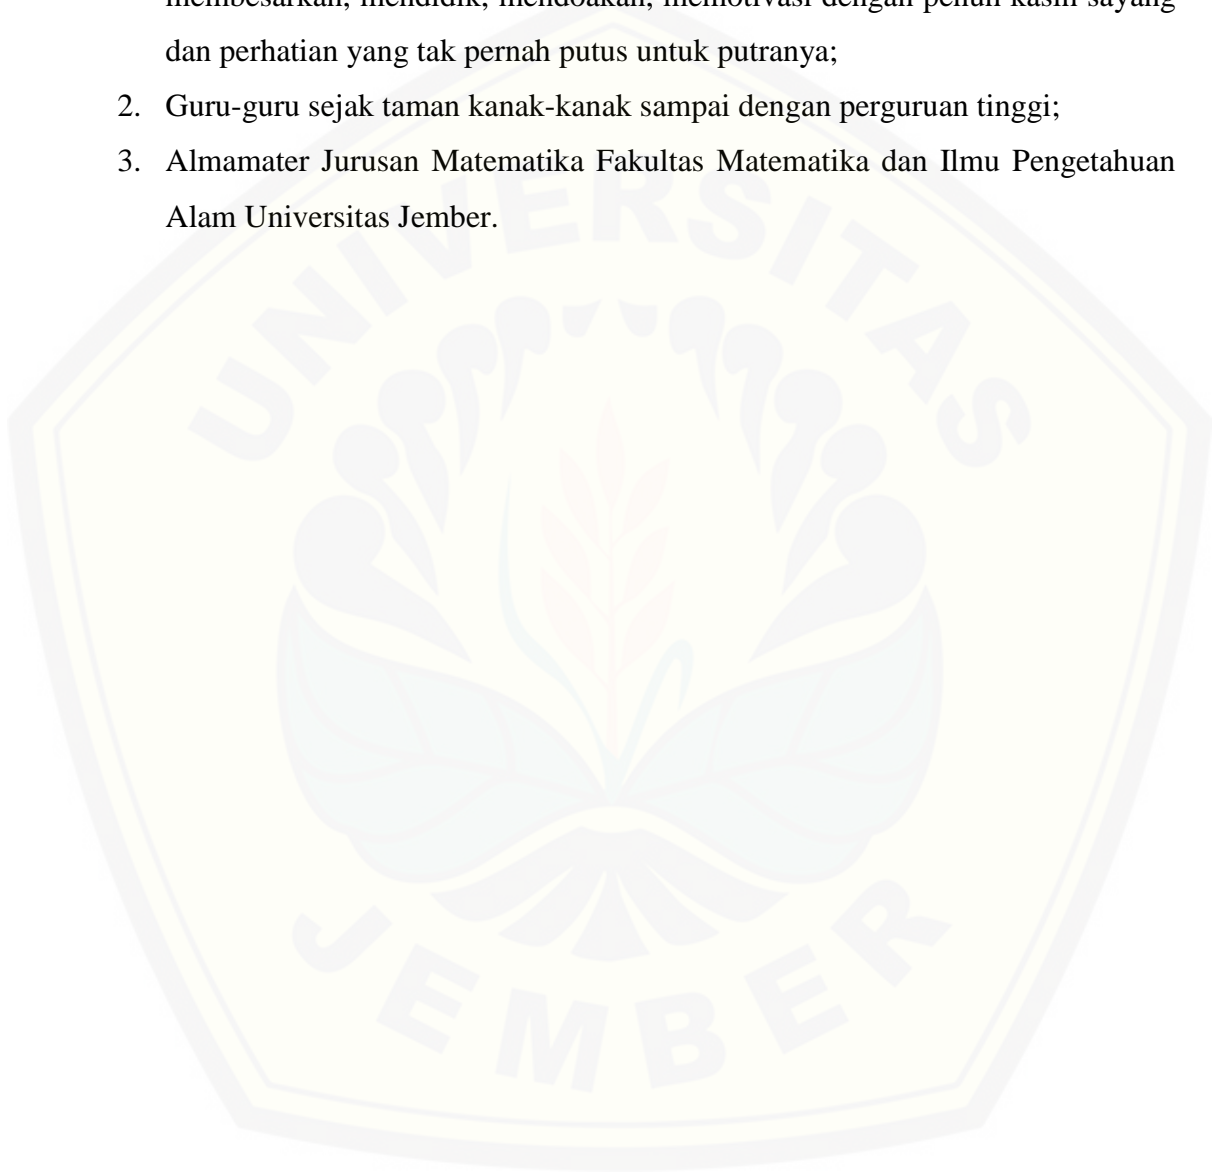 membesarkan, mendidik, mendoakan, memotivasi dengan penuh kasih sayang
dan perhatian yang tak pernah putus untuk putranya;
2. Guru-guru sejak taman kanak-kanak sampai dengan perguruan tinggi;
3. Almamater Jurusan Matematika Fakultas Matematika dan Ilmu Pengetahuan
Alam Universitas Jember.
UNIVERSITAS
JEMBER